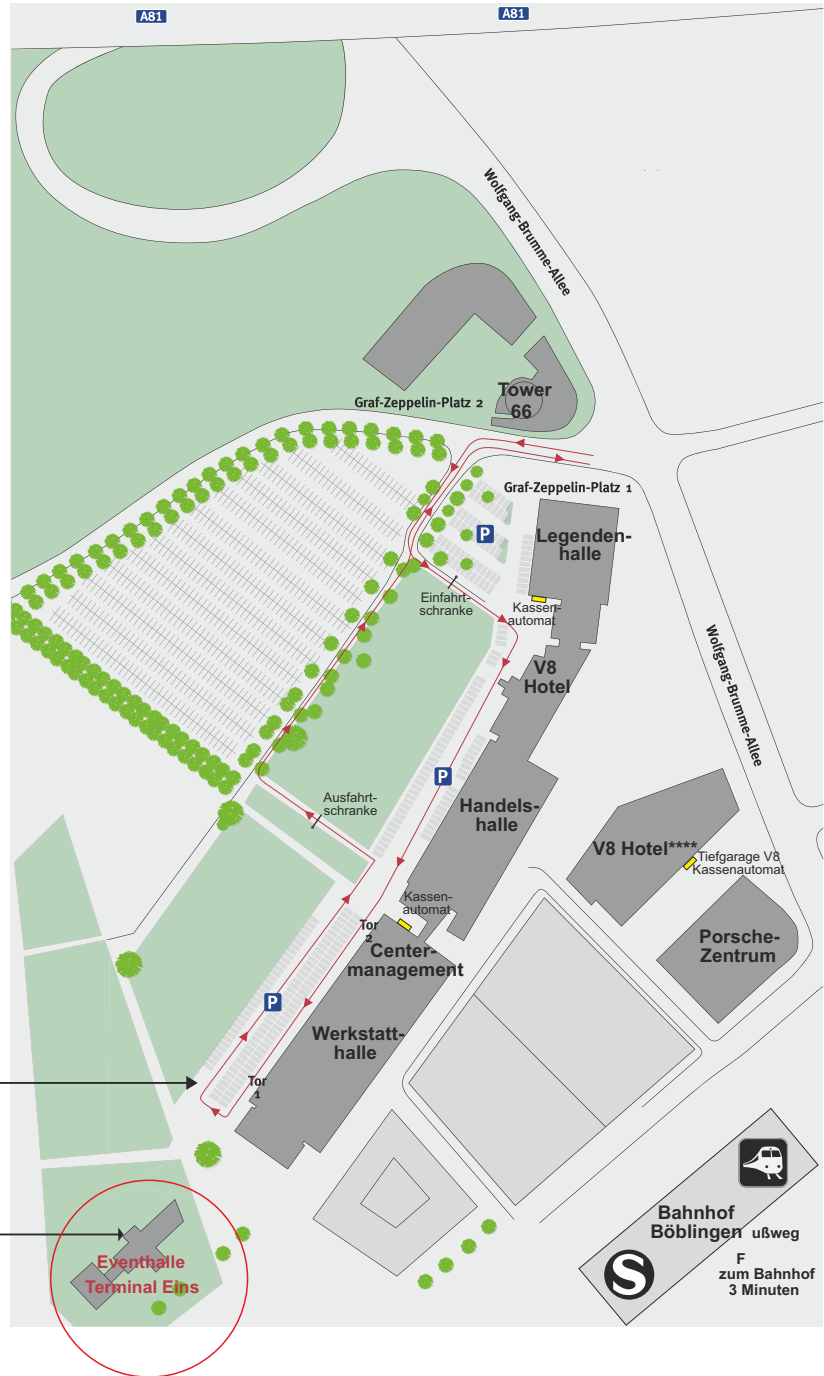 A81
A81
Wolfgang-Brumme-Allee
Tower
66
Graf-Zeppelin-Platz 2
Graf-Zeppelin-Platz 1
P
Legenden-
halle
Einfahrt-
schranke
Kassen-
automat
V8
Hotel
Wolfgang-Brumme-Allee
P
Ausfahrt-
schranke
Handels-
halle
V8 Hotel****
Tiefgarage V8
Kassenautomat
Kassen-
automat
Tor
2
Center-
management
Porsche-
Zentrum
P
Werkstatt-
halle
Tor
1
Bahnhof
Böblingen ußweg
F
zum Bahnhof
3 Minuten
S
Eventhalle
Terminal Eins